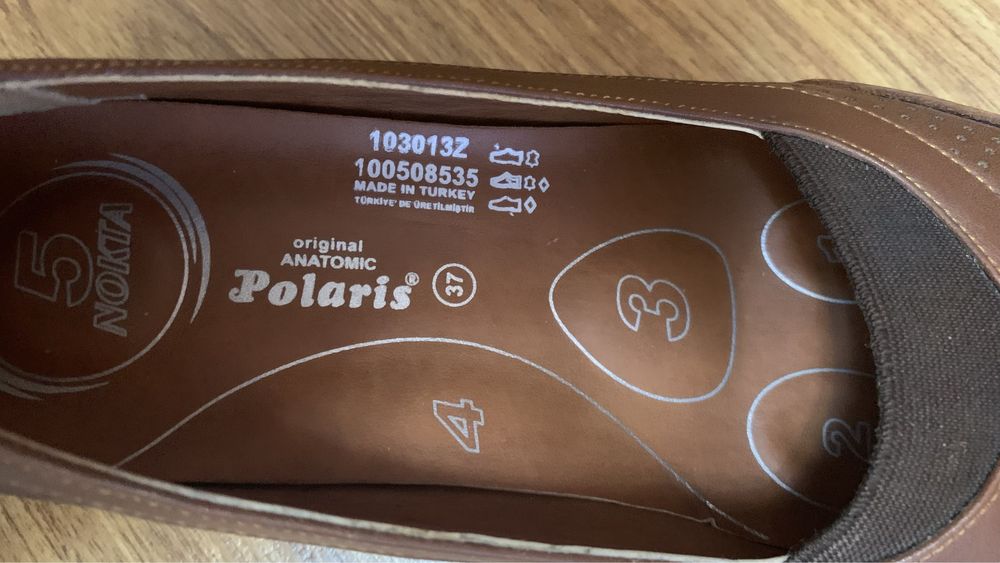 103013Z
100508535
MADE IN TURKEY
TÜRKİYE' DE ÜRETİLMİŞTİR
original
ANATOMIC
Polaris®
37
5
NOKTA
3
4
1
2